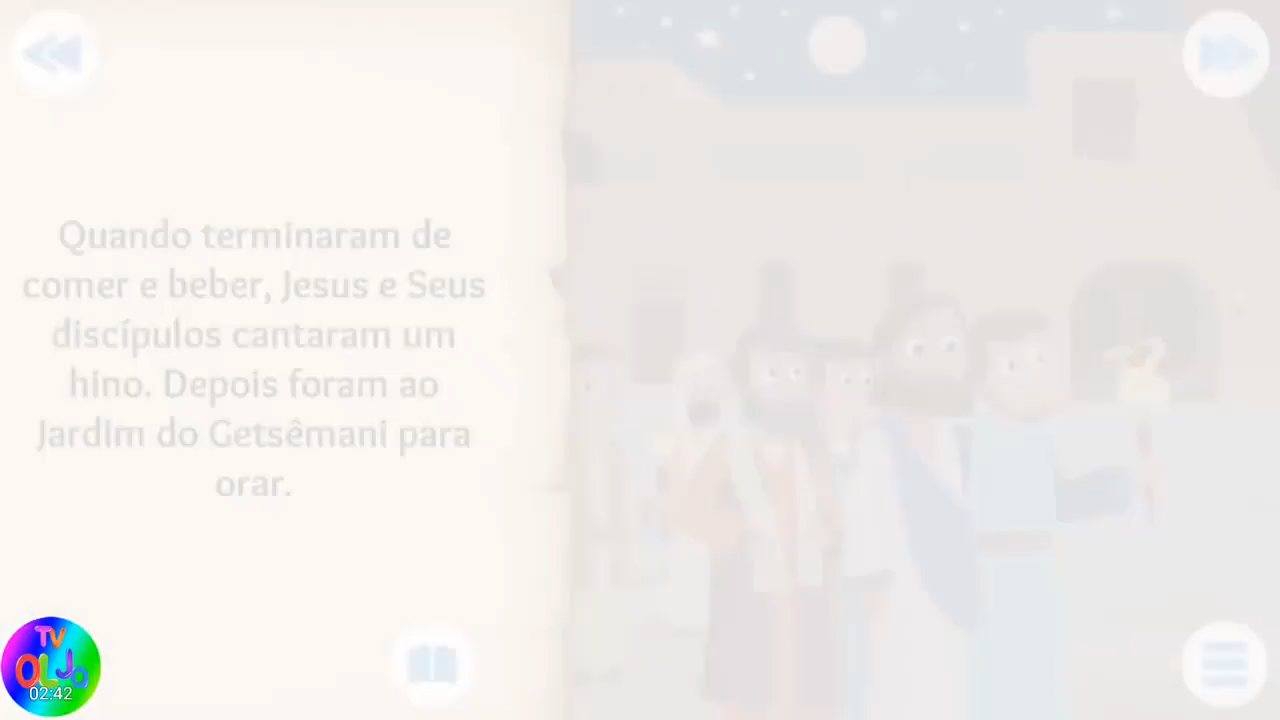 Quando terminaram de
comer e beber, Jesus e Seus
discípulos cantaram um
hino. Depois foram ao
Jardim do Getsêmani para
orar.
TV
OLJO
02:42